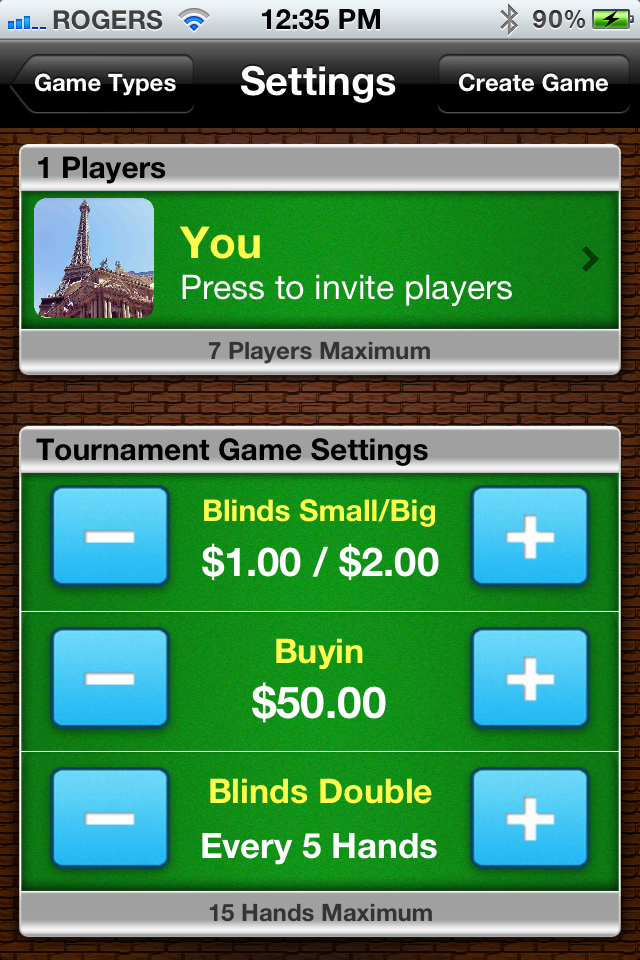 ROGERS 12:35 PM 90%
Game Types Settings Create Game
1 Players
You
Press to invite players
7 Players Maximum
Tournament Game Settings
Blinds Small/Big
$1.00 / $2.00
Buyin
$50.00
Blinds Double
Every 5 Hands
15 Hands Maximum